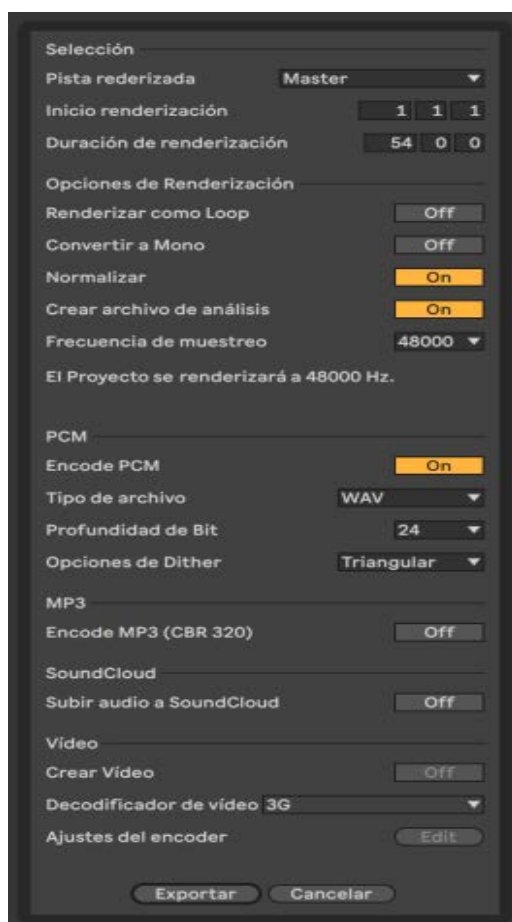 Selección
Pista rederizada Master
Inicio renderización 1 1 1
Duración de renderización 54 0 0
Opciones de Renderización
Renderizar como Loop Off
Convertir a Mono Off
Normalizar On
Crear archivo de análisis On
Frecuencia de muestreo 48000
El Proyecto se renderizará a 48000 Hz.
PCM
Encode PCM On
Tipo de archivo WAV
Profundidad de Bit 24
Opciones de Dither Triangular
MP3
Encode MP3 (CBR 320) Off
SoundCloud
Subir audio a SoundCloud Off
Vídeo
Crear Vídeo Off
Decodificador de vídeo 3G
Ajustes del encoder Edit
Exportar Cancelar